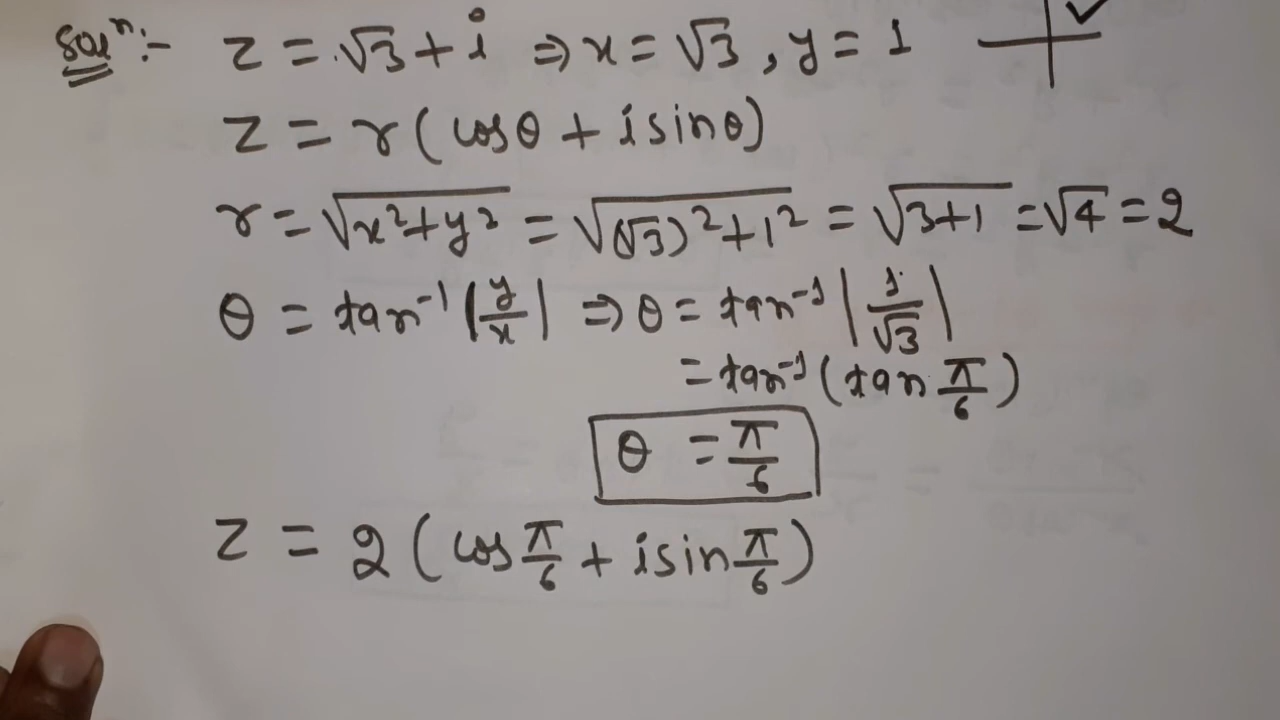 Solⁿ:- z = √3 + i ⇒ x = √3, y = 1
z = r(cosθ + i sinθ)
r = √(x²+y²) = √((√3)²+1²) = √(3+1) = √4 = 2
θ = tan⁻¹|y/x| ⇒ θ = tan⁻¹|1/√3|
= tan⁻¹(tan π/6)
θ = π/6
z = 2(cos π/6 + i sin π/6)